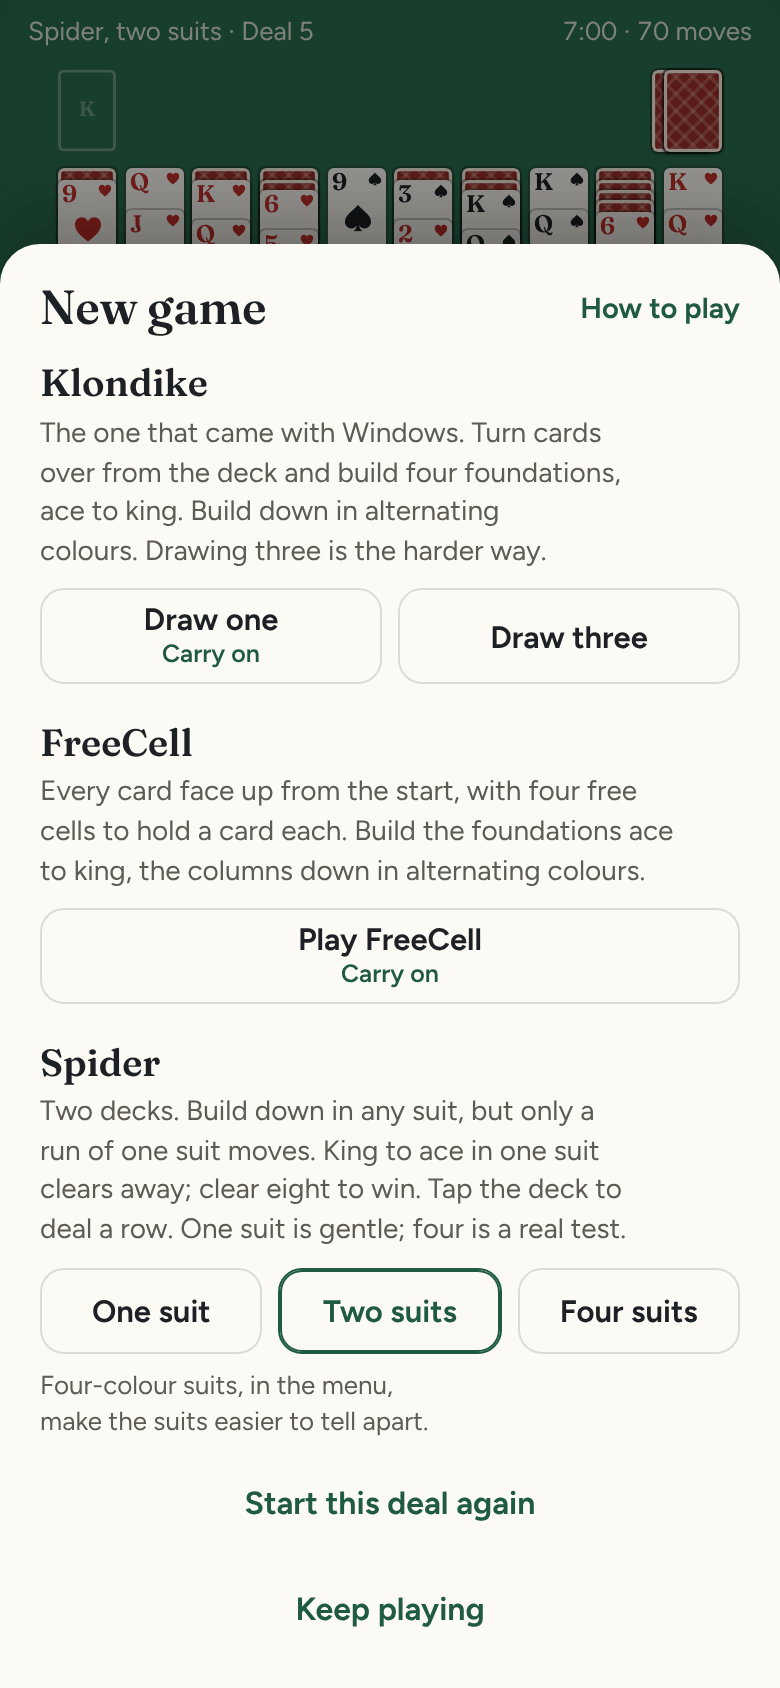 Spider, two suits · Deal 5
7:00 · 70 moves
K
9 Q K 6 9 3 K K 6 K
J Q 5 2 Q Q Q
New game
How to play
Klondike
The one that came with Windows. Turn cards
over from the deck and build four foundations,
ace to king. Build down in alternating
colours. Drawing three is the harder way.
Draw one
Carry on
Draw three
FreeCell
Every card face up from the start, with four free
cells to hold a card each. Build the foundations ace
to king, the columns down in alternating colours.
Play FreeCell
Carry on
Spider
Two decks. Build down in any suit, but only a
run of one suit moves. King to ace in one suit
clears away; clear eight to win. Tap the deck to
deal a row. One suit is gentle; four is a real test.
One suit
Two suits
Four suits
Four-colour suits, in the menu,
make the suits easier to tell apart.
Start this deal again
Keep playing